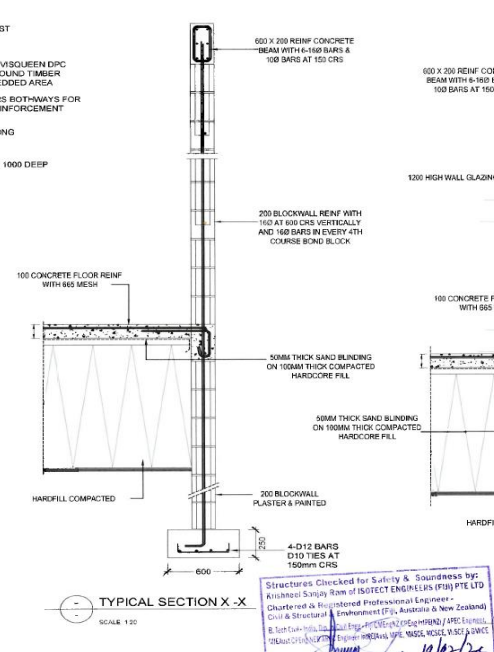 ST
VISQUEEN DPC
OUND TIMBER
EDDED AREA
RS BOTHWAYS FOR
NFORCEMENT
NG
1000 DEEP
600 X 200 REINF CONCRETE
BEAM WITH 6-16Ø BARS &
10Ø BARS AT 150 CRS
600 X 200 REINF CO
BEAM WITH 6-16Ø
10Ø BARS AT 150
1200 HIGH WALL GLAZIN
200 BLOCKWALL REINF WITH
16Ø AT 600 CRS VERTICALLY
AND 16Ø BARS IN EVERY 4TH
COURSE BOND BLOCK
100 CONCRETE FLOOR REINF
WITH 665 MESH
100 CONCRETE F
WITH 665
50MM THICK SAND BLINDING
ON 100MM THICK COMPACTED
HARDCORE FILL
50MM THICK SAND BLINDING
ON 100MM THICK COMPACTED
HARDCORE FILL
HARDFILL COMPACTED
200 BLOCKWALL
PLASTER & PAINTED
HARDFI
250
4-D12 BARS
D10 TIES AT
150mm CRS
600
TYPICAL SECTION X -X
SCALE 1:20
Structures Checked for Safety & Soundness by:
Krishneel Sanjay Ram of ISOTECT ENGINEERS (FIJI) PTE LTD
Chartered & Registered Professional Engineer -
Civil & Structural & Environment (Fiji, Australia & New Zealand)